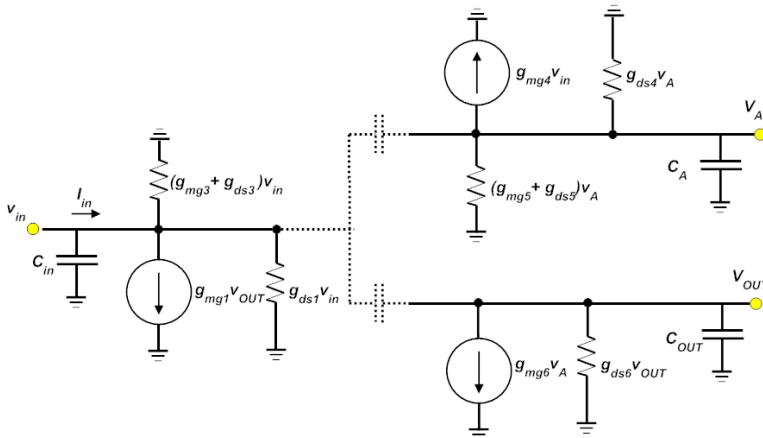 g_mg4 v_in
g_ds4 v_A
V_A
(g_mg3 + g_ds3)v_in
(g_mg5 + g_ds5)v_A
C_A
I_in
v_in
C_in
g_mg1 v_OUT
g_ds1 v_in
V_OUT
C_OUT
g_mg6 v_A
g_ds6 v_OUT